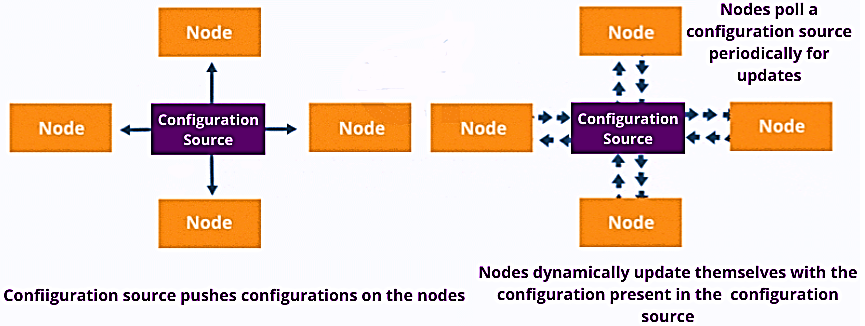 Node
Node
Configuration
Source
Node
Node
Confiiguration source pushes configurations on the nodes
Nodes poll a
configuration source
periodically for
updates
Node
Node
Configuration
Source
Node
Node
Nodes dynamically update themselves with the
configuration present in the configuration
source